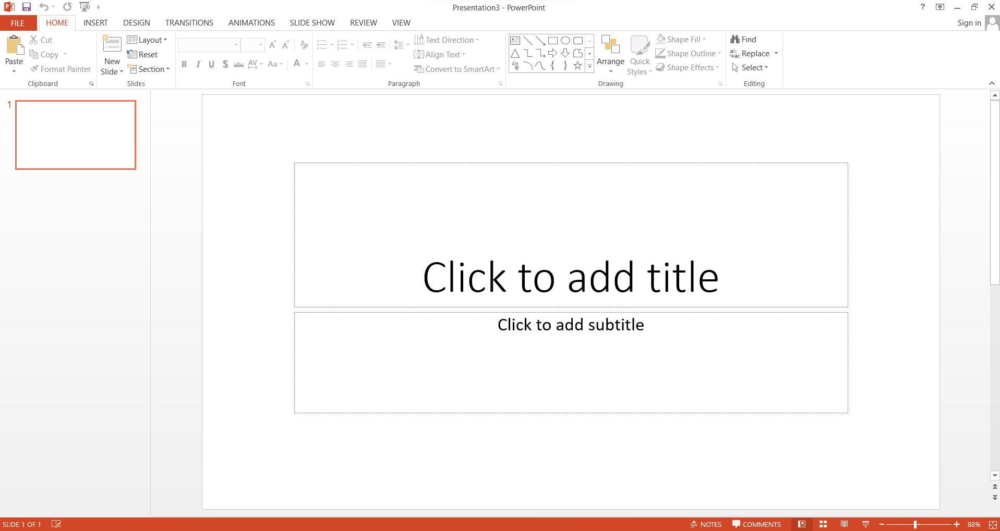 Presentation3 - PowerPoint
FILE HOME INSERT DESIGN TRANSITIONS ANIMATIONS SLIDE SHOW REVIEW VIEW Sign in
Paste
Cut
Copy
Format Painter
Clipboard
New Slide
Layout
Reset
Section
Slides
B I U S abc AV Aa A
Font
Text Direction
Align Text
Convert to SmartArt
Paragraph
Arrange
Quick Styles
Shape Fill
Shape Outline
Shape Effects
Drawing
Find
Replace
Select
Editing
1
Click to add title
Click to add subtitle
SLIDE 1 OF 1 NOTES COMMENTS 88%